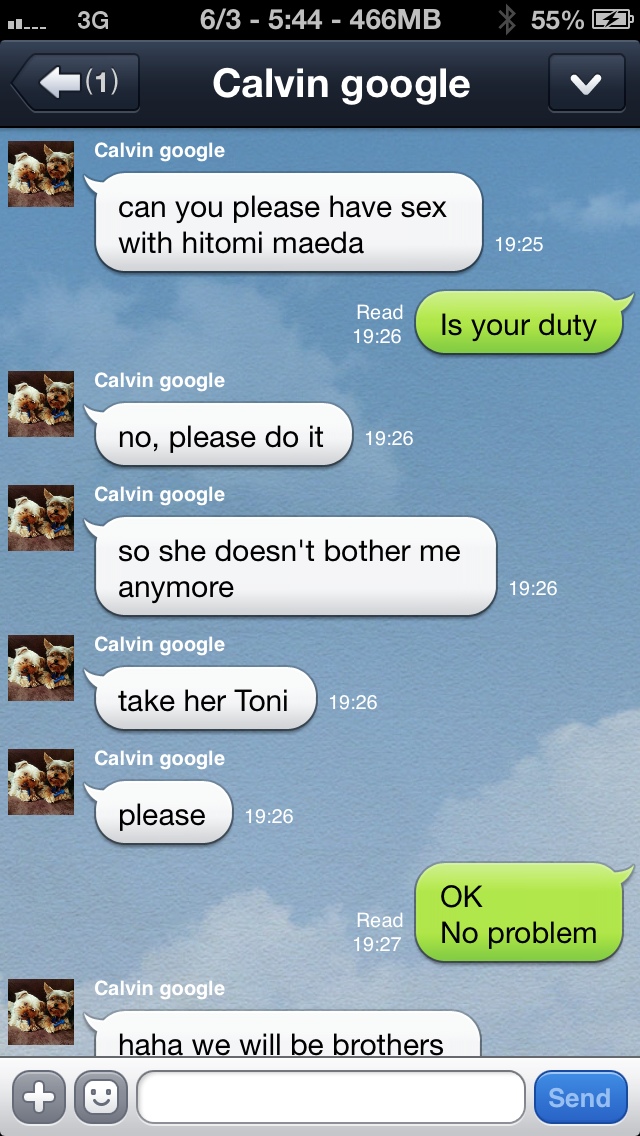 3G 6/3 - 5:44 - 466MB 55%
(1) Calvin google
Calvin google
can you please have sex
with hitomi maeda
19:25
Read
19:26
Is your duty
Calvin google
no, please do it
19:26
Calvin google
so she doesn't bother me
anymore
19:26
Calvin google
take her Toni
19:26
Calvin google
please
19:26
OK
Read
19:27
No problem
Calvin google
haha we will be brothers
Send